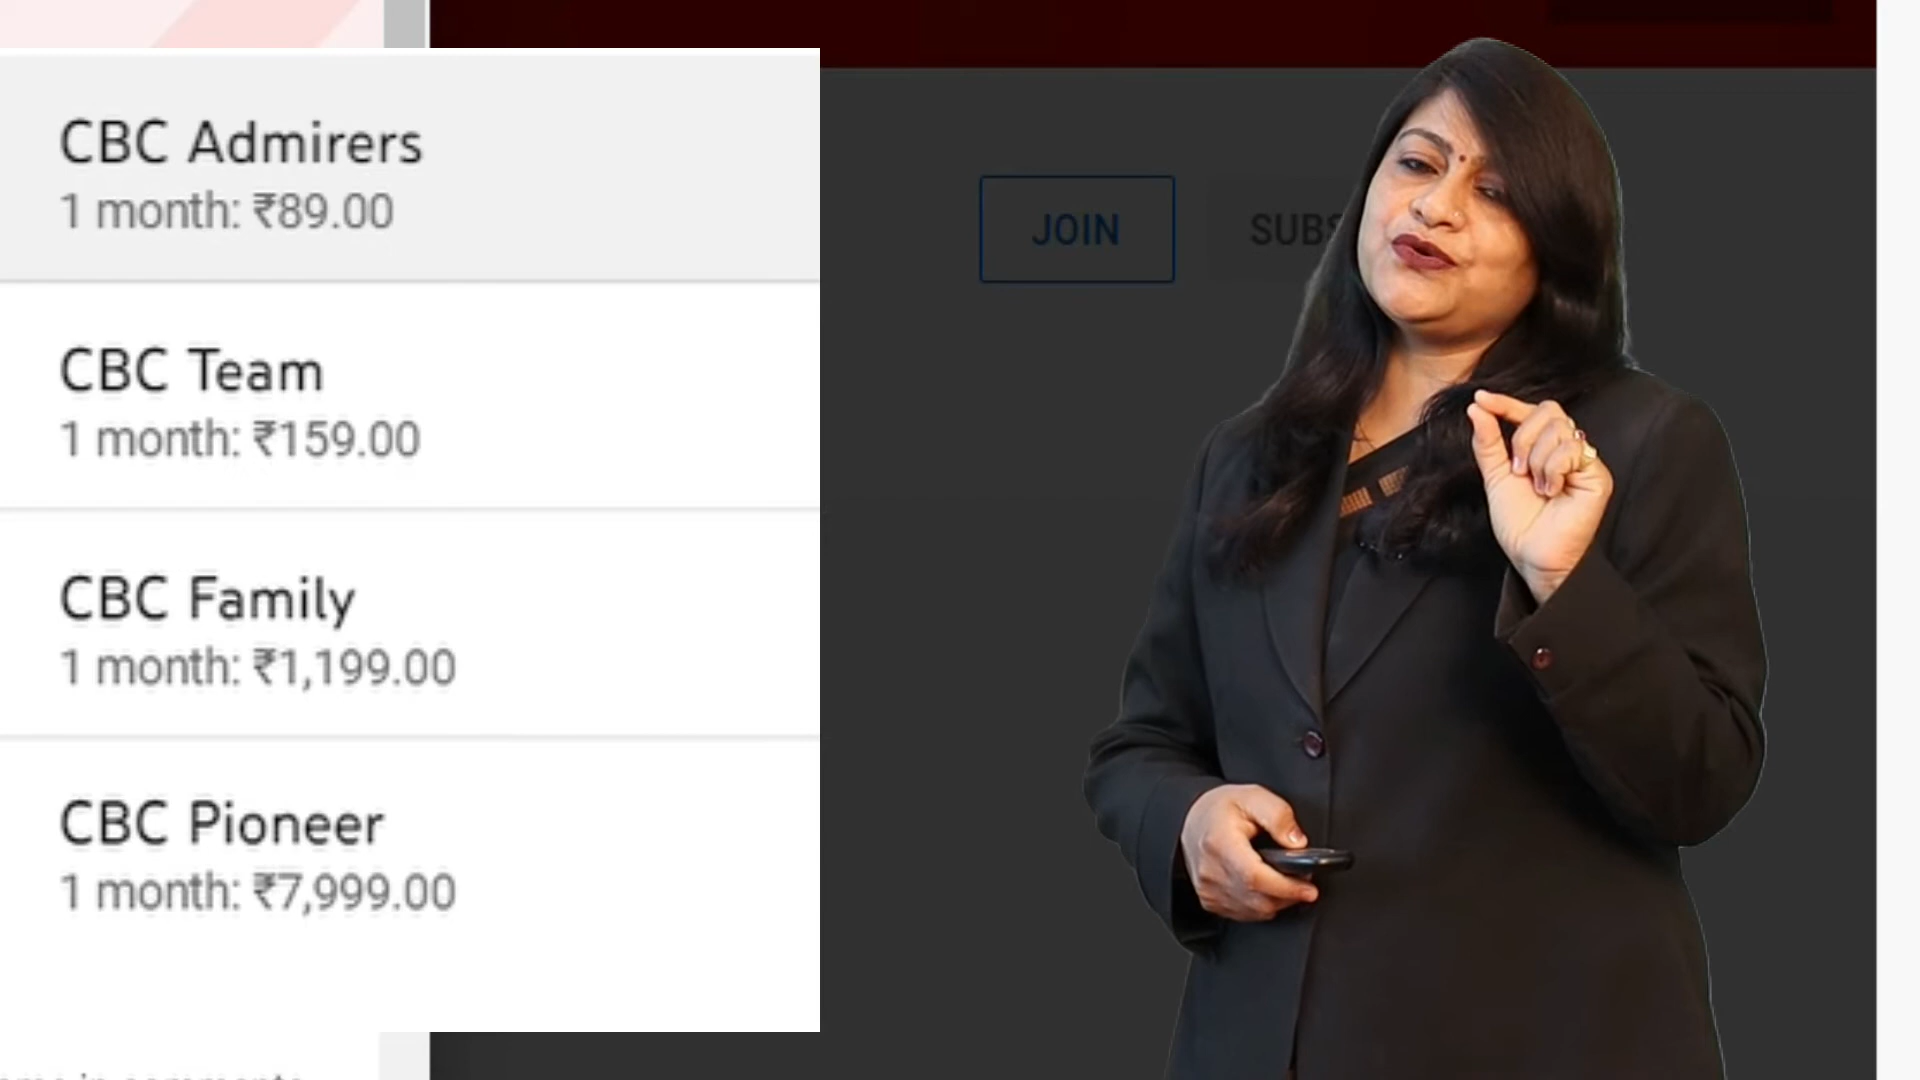 CBC Admirers
1 month: ₹89.00
CBC Team
1 month: ₹159.00
CBC Family
1 month: ₹1,199.00
CBC Pioneer
1 month: ₹7,999.00
JOIN